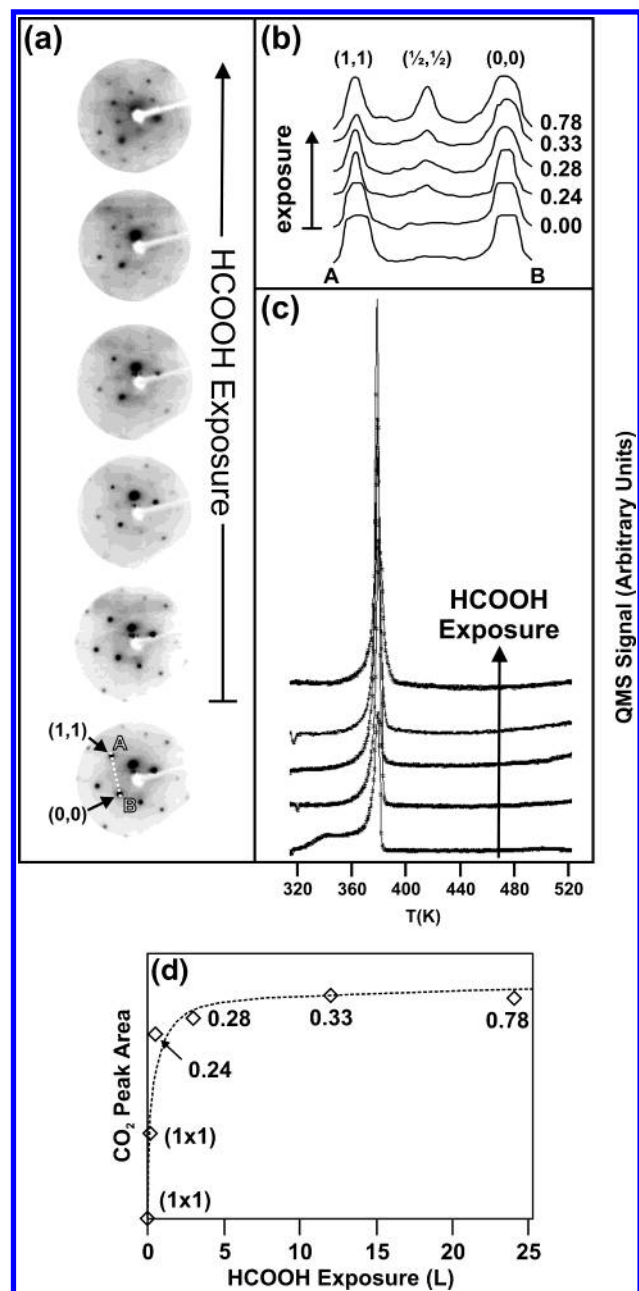 (a)
HCOOH Exposure
(1,1)
A
B
(0,0)
(b)
(1,1) (½,½) (0,0)
exposure
0.78
0.33
0.28
0.24
0.00
A B
(c)
HCOOH
Exposure
QMS Signal (Arbitrary Units)
320 360 400 440 480 520
T(K)
(d)
CO₂ Peak Area
0.28
0.33
0.78
0.24
(1x1)
(1x1)
0 5 10 15 20 25
HCOOH Exposure (L)